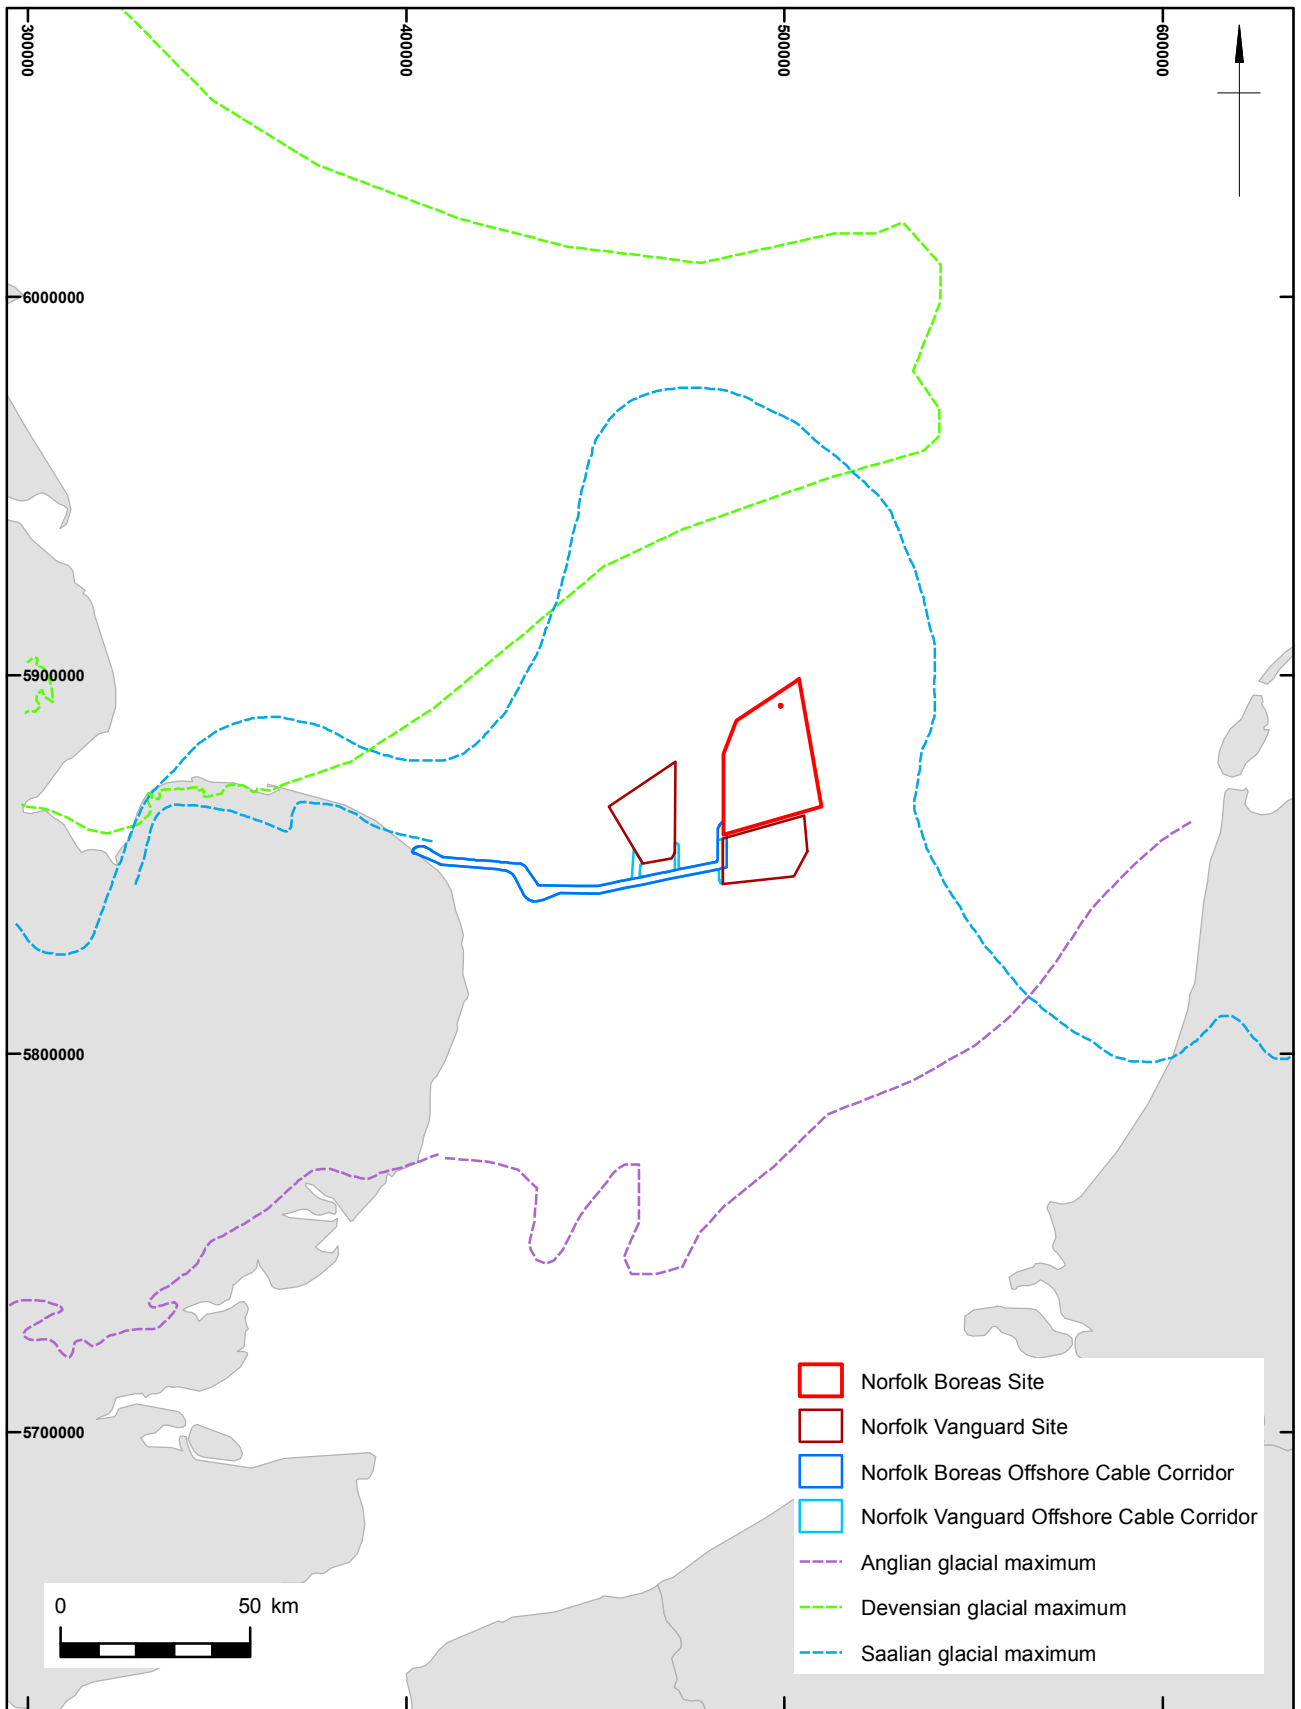 300000
400000
500000
600000
6000000
5900000
5800000
5700000
Norfolk Boreas Site
Norfolk Vanguard Site
Norfolk Boreas Offshore Cable Corridor
Norfolk Vanguard Offshore Cable Corridor
Anglian glacial maximum
Devensian glacial maximum
Saalian glacial maximum
0 50 km